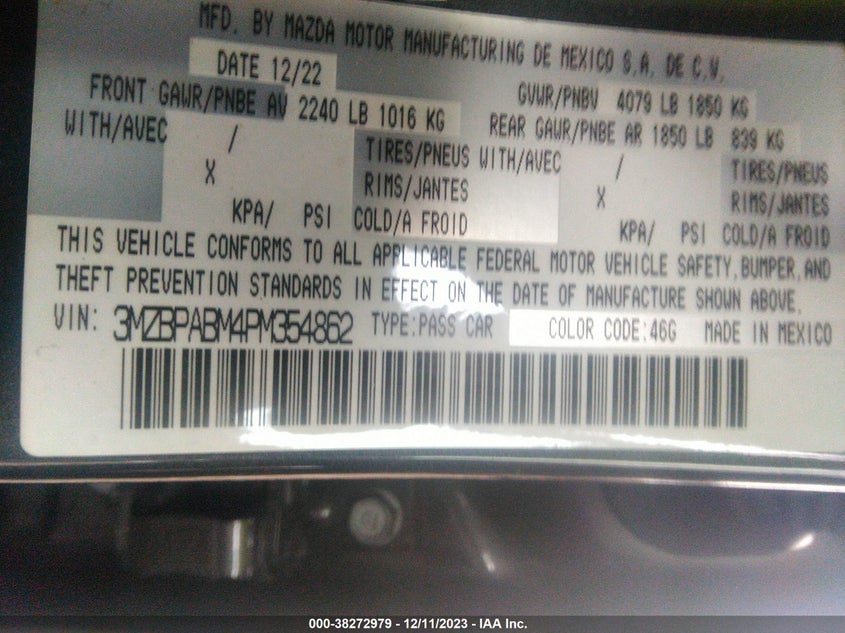 MFD. BY MAZDA MOTOR MANUFACTURING DE MEXICO S.A. DE C.V.
DATE 12/22 GVWR/PNBV 4079 LB 1850 KG
FRONT GAWR/PNBE AV 2240 LB 1016 KG REAR GAWR/PNBE AR 1850 LB 839 KG
WITH/AVEC / TIRES/PNEUS WITH/AVEC / TIRES/PNEUS
X RIMS/JANTES X RIMS/JANTES
KPA/ PSI COLD/A FROID KPA/ PSI COLD/A FROID
THIS VEHICLE CONFORMS TO ALL APPLICABLE FEDERAL MOTOR VEHICLE SAFETY, BUMPER, AND
THEFT PREVENTION STANDARDS IN EFFECT ON THE DATE OF MANUFACTURE SHOWN ABOVE.
VIN: 3MZBPABM4PM354862 TYPE:PASS CAR COLOR CODE:46G MADE IN MEXICO
000-38272979 - 12/11/2023 - IAA Inc.